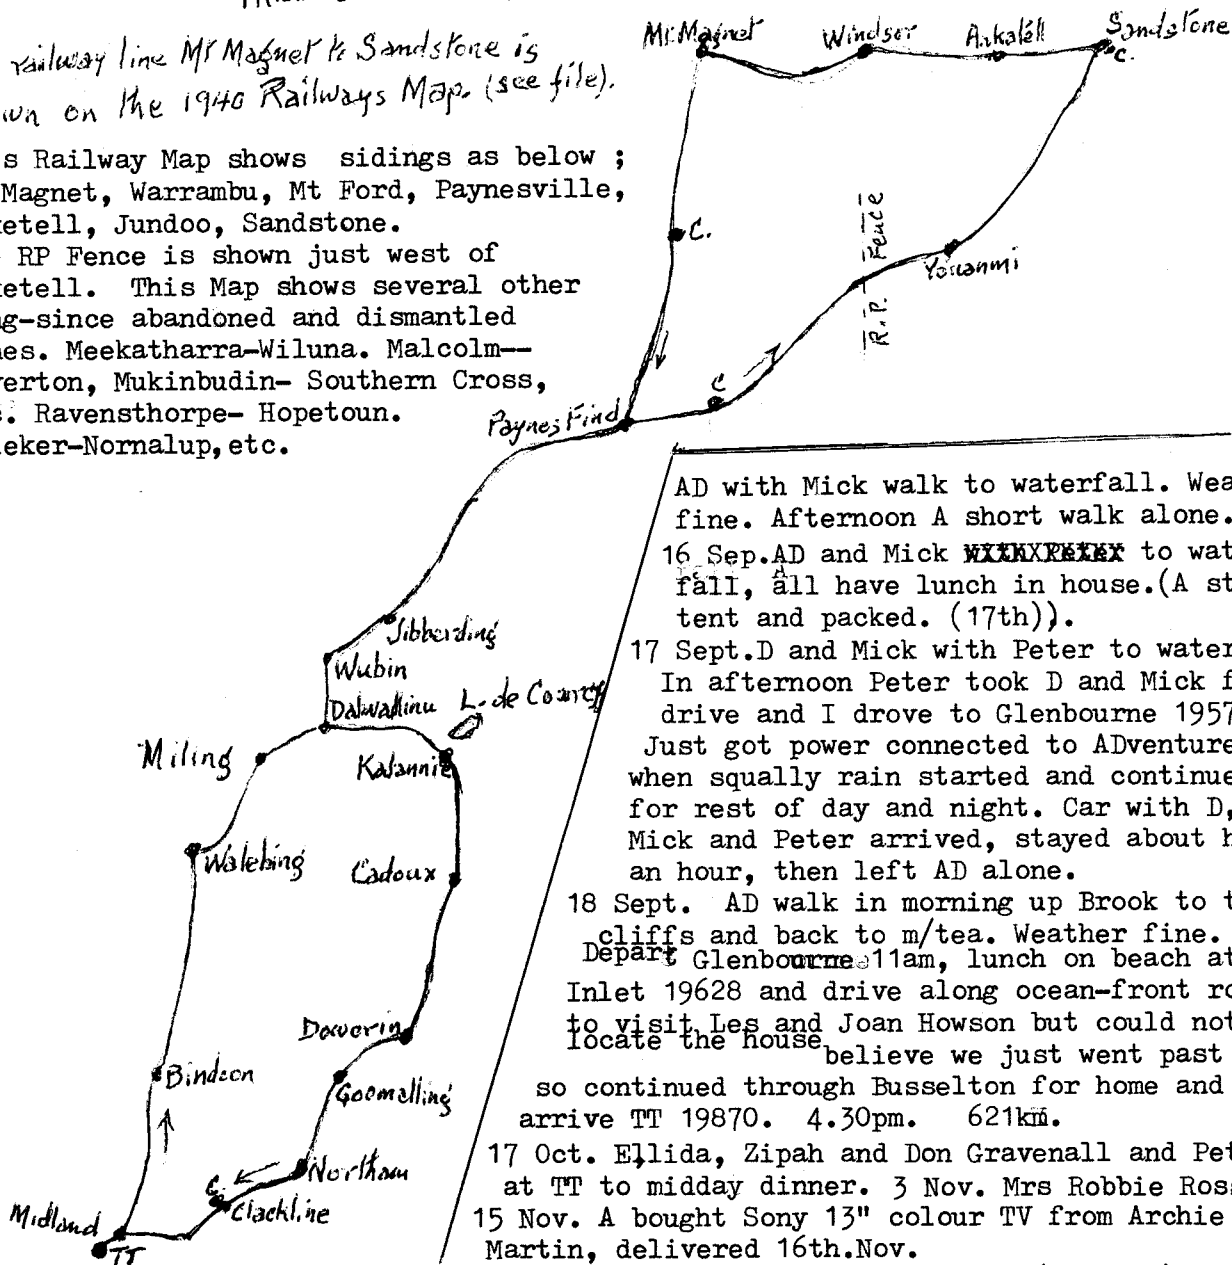 railway line Mt Magnet to Sandstone is
wn on the 1940 Railways Map. (see file).
s Railway Map shows sidings as below ;
Magnet, Warrambu, Mt Ford, Paynesville,
etell, Jundoo, Sandstone.
RP Fence is shown just west of
etell. This Map shows several other
g-since abandoned and dismantled
nes. Meekatharra-Wiluna. Malcolm--
verton, Mukinbudin- Southern Cross,
. Ravensthorpe- Hopetoun.
eker-Nornalup,etc.
Mt. Magnet
Windsor
Sandstone
C.
C.
R.P. Fence
Youanmi
C
Paynes Find
Jibberding
Wubin
Dalwallinu
L. de Courcy
Miling
Kalannie
Walebing
Cadoux
Dowerin
Bindoon
Goomalling
Northam
C.
Clackline
Midland
TT
AD with Mick walk to waterfall. Wea
fine. Afternoon A short walk alone.
16 Sep.AD and Mick to wat
fall, all have lunch in house.(A st
tent and packed. (17th)).
17 Sept.D and Mick with Peter to water
In afternoon Peter took D and Mick f
drive and I drove to Glenbourne 1957
Just got power connected to ADventure
when squally rain started and continue
for rest of day and night. Car with D,
Mick and Peter arrived, stayed about h
an hour, then left AD alone.
18 Sept. AD walk in morning up Brook to t
cliffs and back to m/tea. Weather fine.
Depart Glenbourne 11am, lunch on beach at
Inlet 19628 and drive along ocean-front ro
to visit Les and Joan Howson but could not
locate the house believe we just went past
so continued through Busselton for home and
arrive TT 19870. 4.30pm. 621km.
17 Oct. Ellida, Zipah and Don Gravenall and Pet
at TT to midday dinner. 3 Nov. Mrs Robbie Ros
15 Nov. A bought Sony 13" colour TV from Archie
Martin, delivered 16th.Nov.